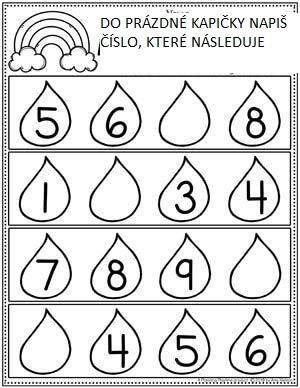 DO PRÁZDNÉ KAPIČKY NAPIŠ
ČÍSLO, KTERÉ NÁSLEDUJE
5 6 8
1 3 4
7 8 9
4 5 6